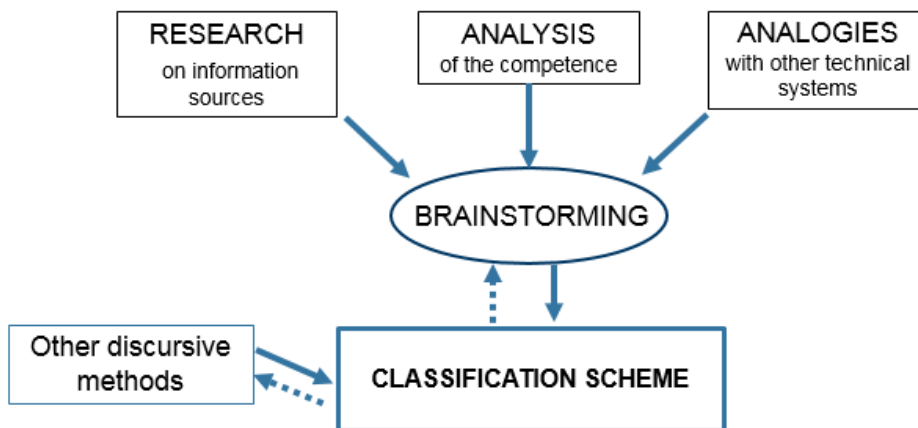 RESEARCH
on information
sources
ANALYSIS
of the competence
ANALOGIES
with other technical
systems
BRAINSTORMING
Other discursive
methods
CLASSIFICATION SCHEME